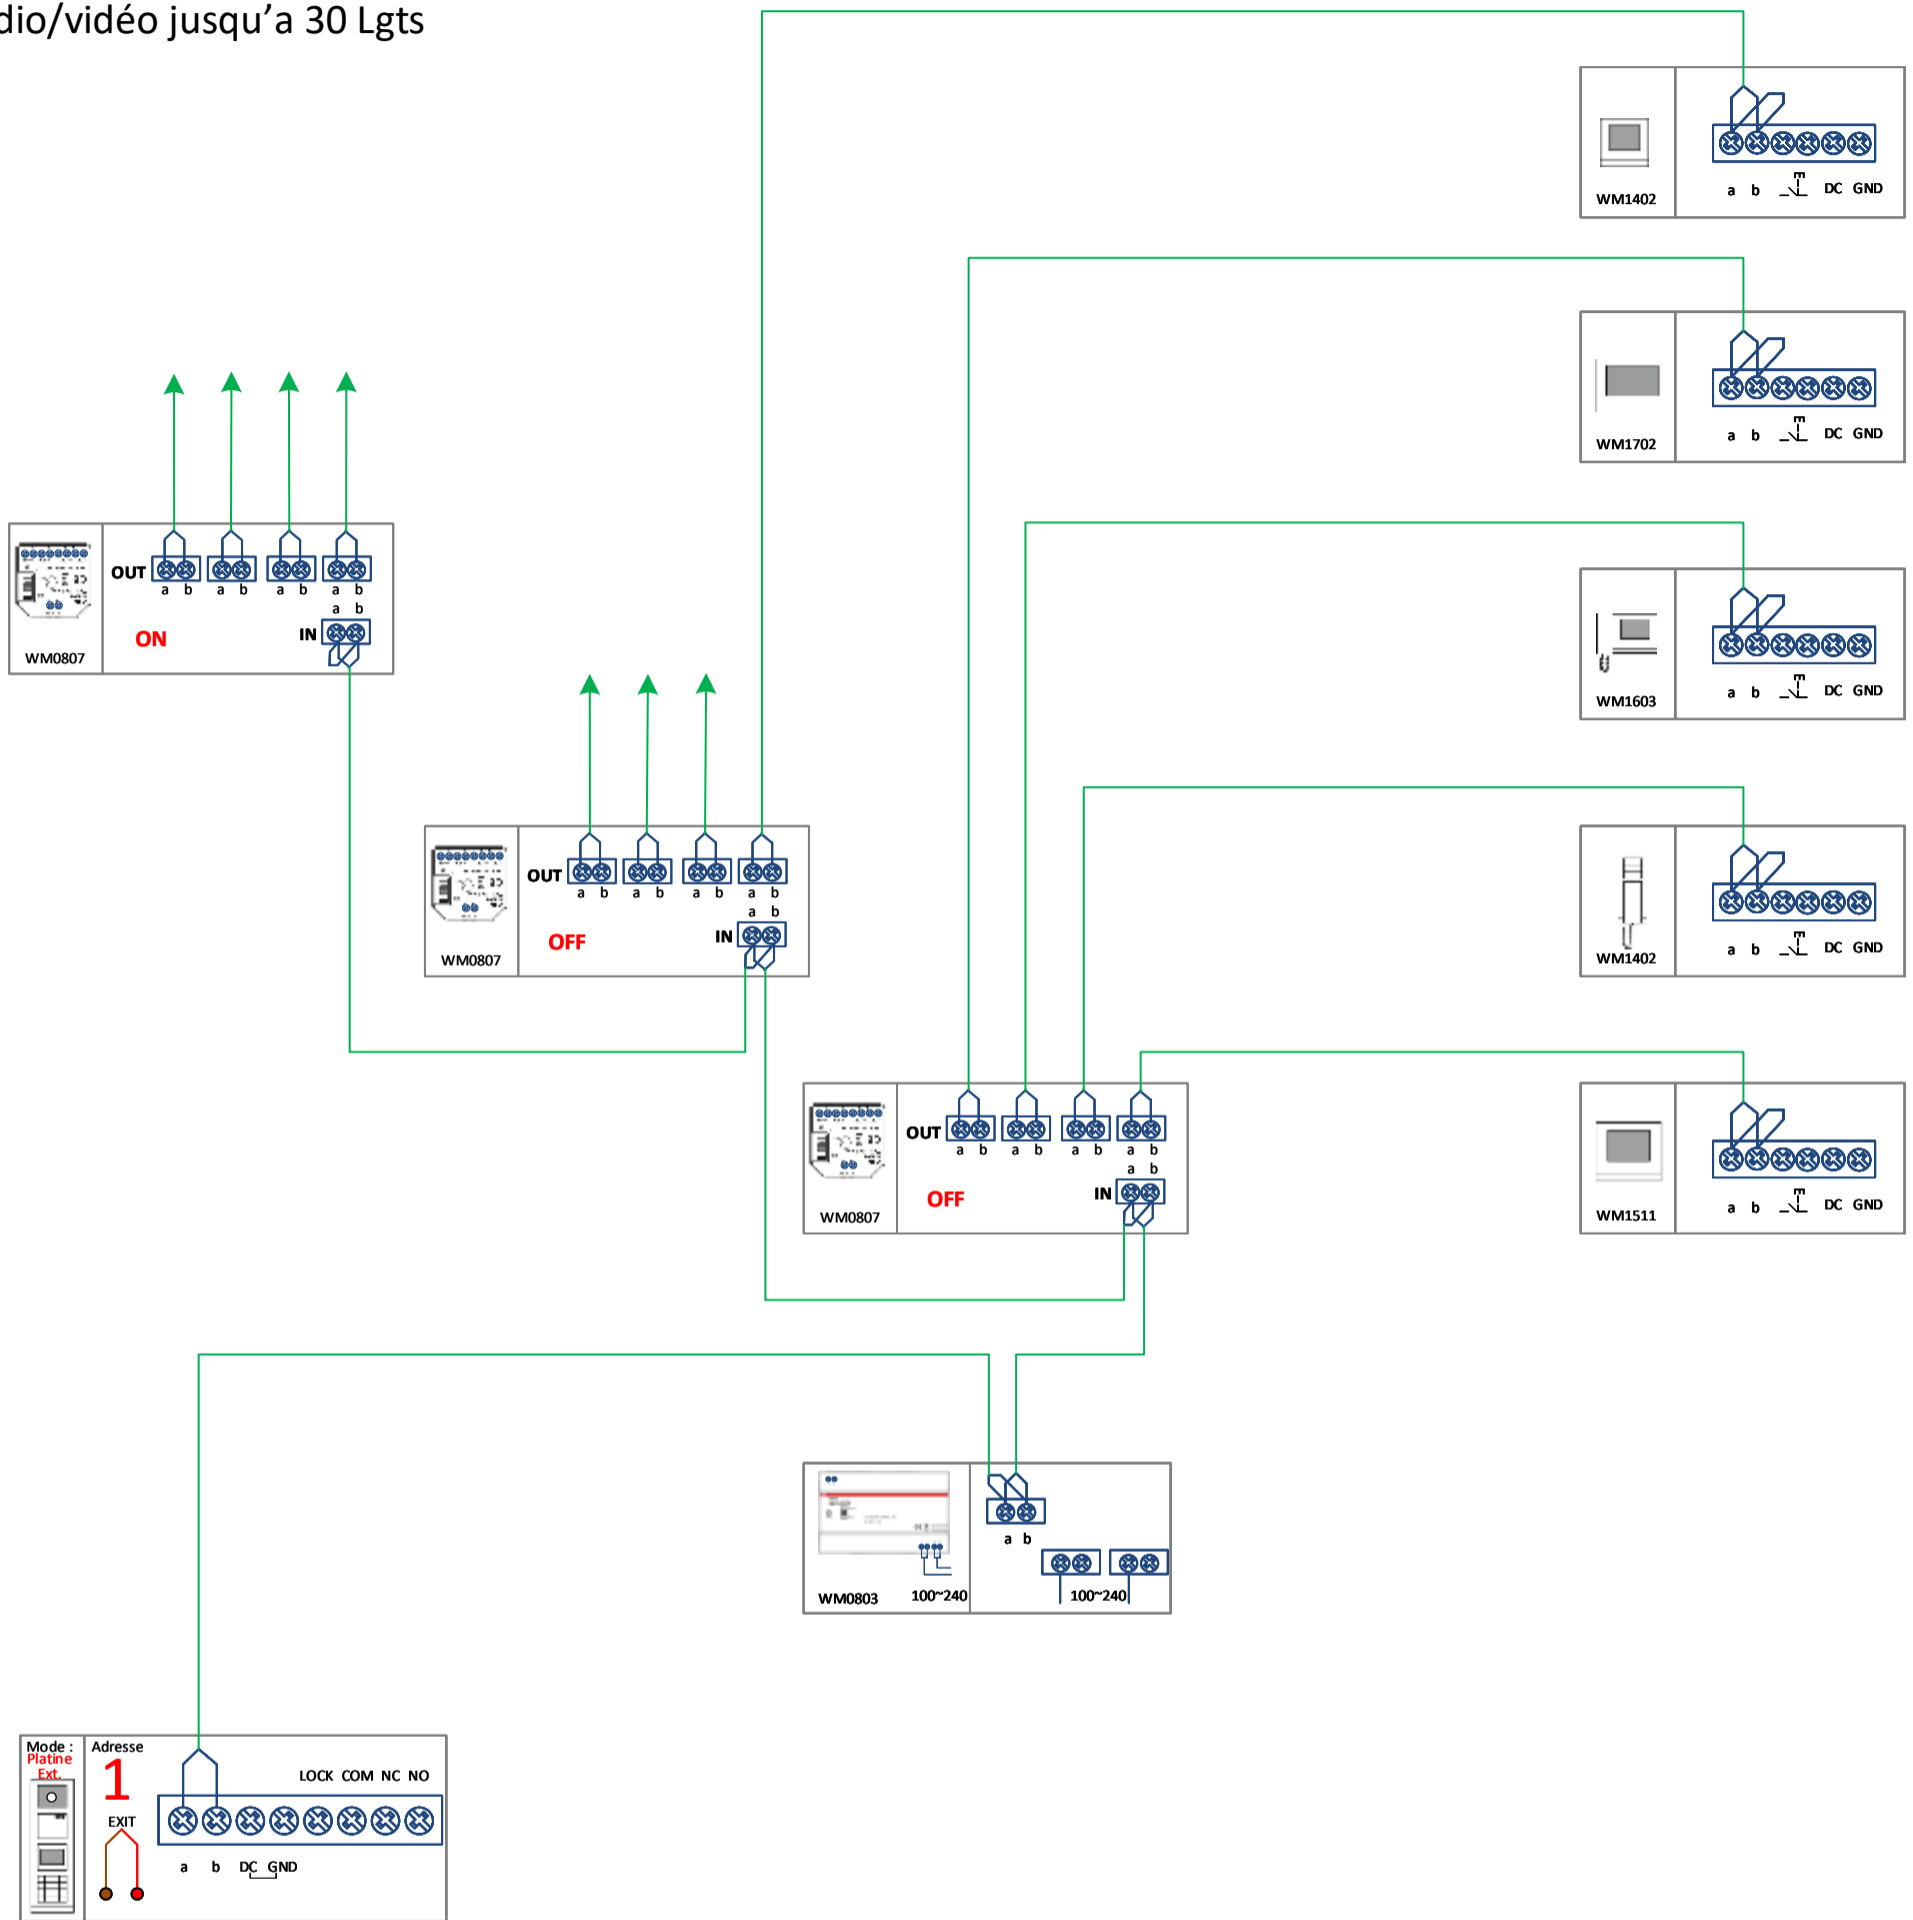 dio/vidéo jusqu’a 30 Lgts
WM1402
a b DC GND
WM1702
a b DC GND
OUT
a b a b a b a b
a b
ON
IN
WM0807
WM1603
a b DC GND
OUT
a b a b a b a b
a b
OFF
IN
WM0807
WM1402
a b DC GND
OUT
a b a b a b a b
a b
OFF
IN
WM0807
WM1511
a b DC GND
a b
WM0803 100~240 100~240
Mode :
Platine
Ext.
Adresse
1
LOCK COM NC NO
EXIT
a b DC GND